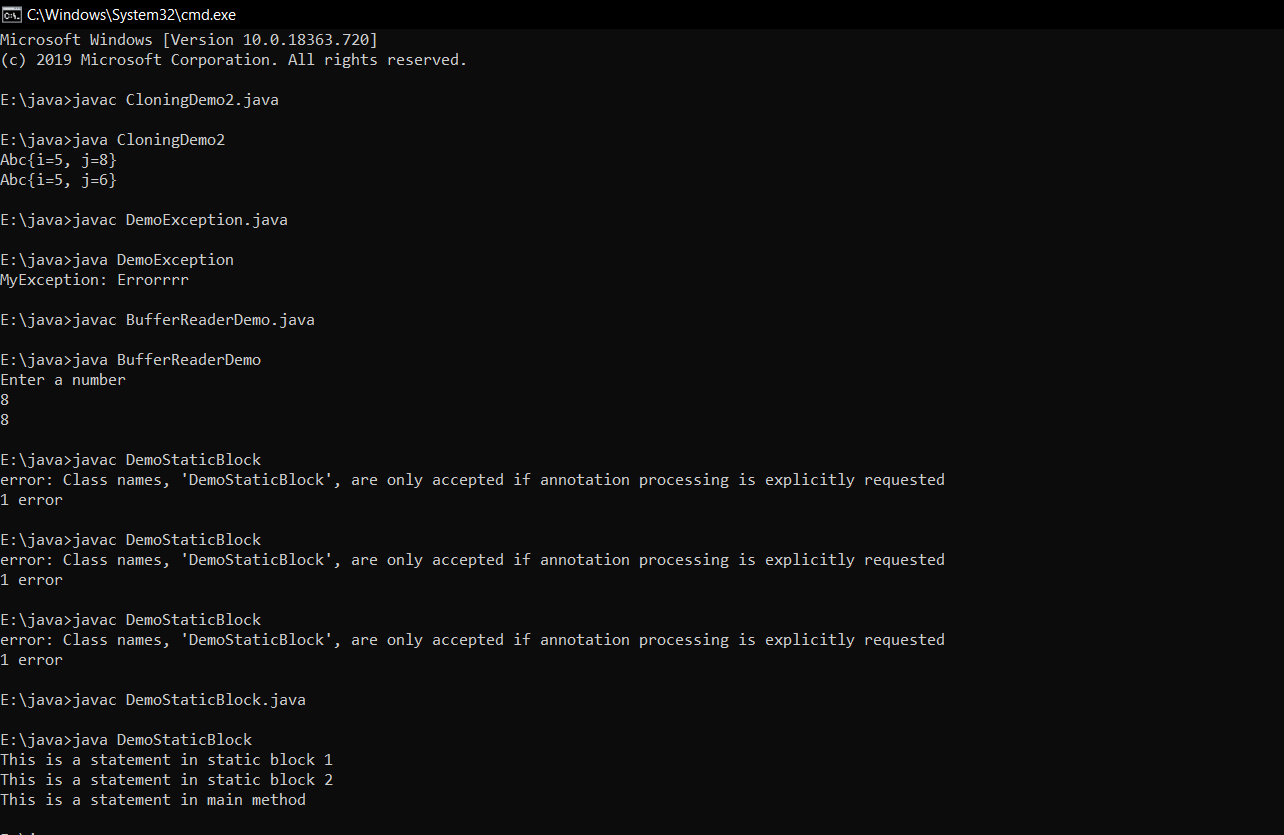 C:\Windows\System32\cmd.exe
Microsoft Windows [Version 10.0.18363.720]
(c) 2019 Microsoft Corporation. All rights reserved.
E:\java>javac CloningDemo2.java
E:\java>java CloningDemo2
Abc{i=5, j=8}
Abc{i=5, j=6}
E:\java>javac DemoException.java
E:\java>java DemoException
MyException: Errorrrr
E:\java>javac BufferReaderDemo.java
E:\java>java BufferReaderDemo
Enter a number
8
8
E:\java>javac DemoStaticBlock
error: Class names, 'DemoStaticBlock', are only accepted if annotation processing is explicitly requested
1 error
E:\java>javac DemoStaticBlock
error: Class names, 'DemoStaticBlock', are only accepted if annotation processing is explicitly requested
1 error
E:\java>javac DemoStaticBlock
error: Class names, 'DemoStaticBlock', are only accepted if annotation processing is explicitly requested
1 error
E:\java>javac DemoStaticBlock.java
E:\java>java DemoStaticBlock
This is a statement in static block 1
This is a statement in static block 2
This is a statement in main method